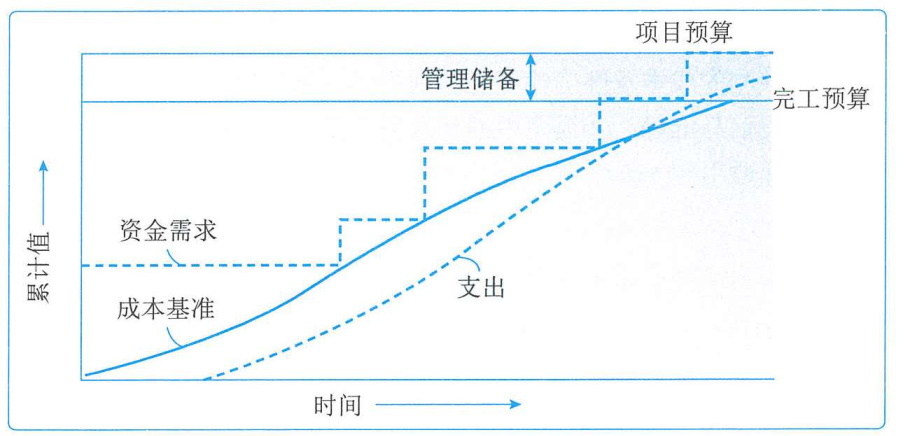 项目预算
管理储备
完工预算
资金需求
累计值
成本基准
支出
时间